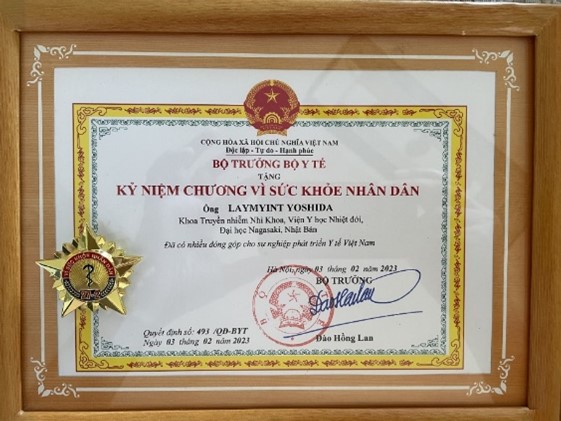 CỘNG HÒA XÃ HỘI CHỦ NGHĨA VIỆT NAM
Độc lập - Tự do - Hạnh phúc
BỘ TRƯỞNG BỘ Y TẾ
TẶNG
KỶ NIỆM CHƯƠNG VÌ SỨC KHỎE NHÂN DÂN
Ông LAYMYINT YOSHIDA
Khoa Truyền nhiễm Nhi Khoa, Viện Y học Nhiệt đới,
Đại học Nagasaki, Nhật Bản
Đã có nhiều đóng góp cho sự nghiệp phát triển Y tế Việt Nam
Hà Nội, ngày 03 tháng 02 năm 2023
BỘ TRƯỞNG
Quyết định số: 493 /QĐ-BYT
Ngày 03 tháng 02 năm 2023
Đào Hồng Lan